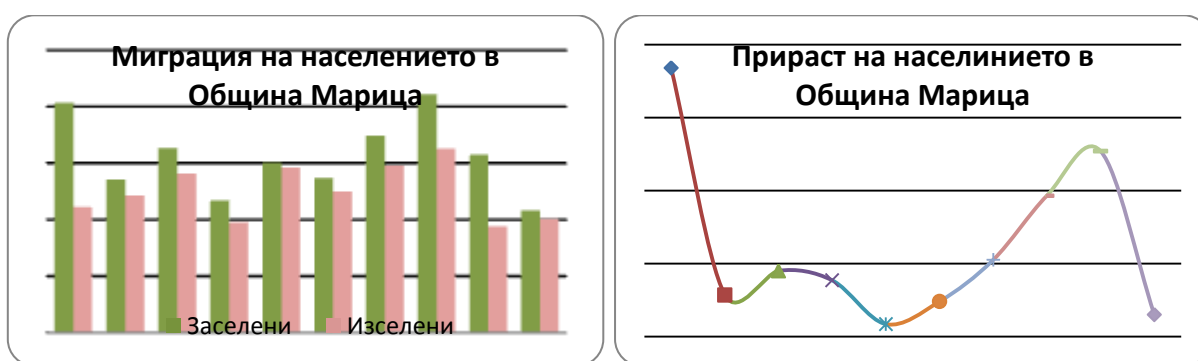 Миграция на населението в
Община Марица
Заселени Изселени
Прираст на населинието в
Община Марица